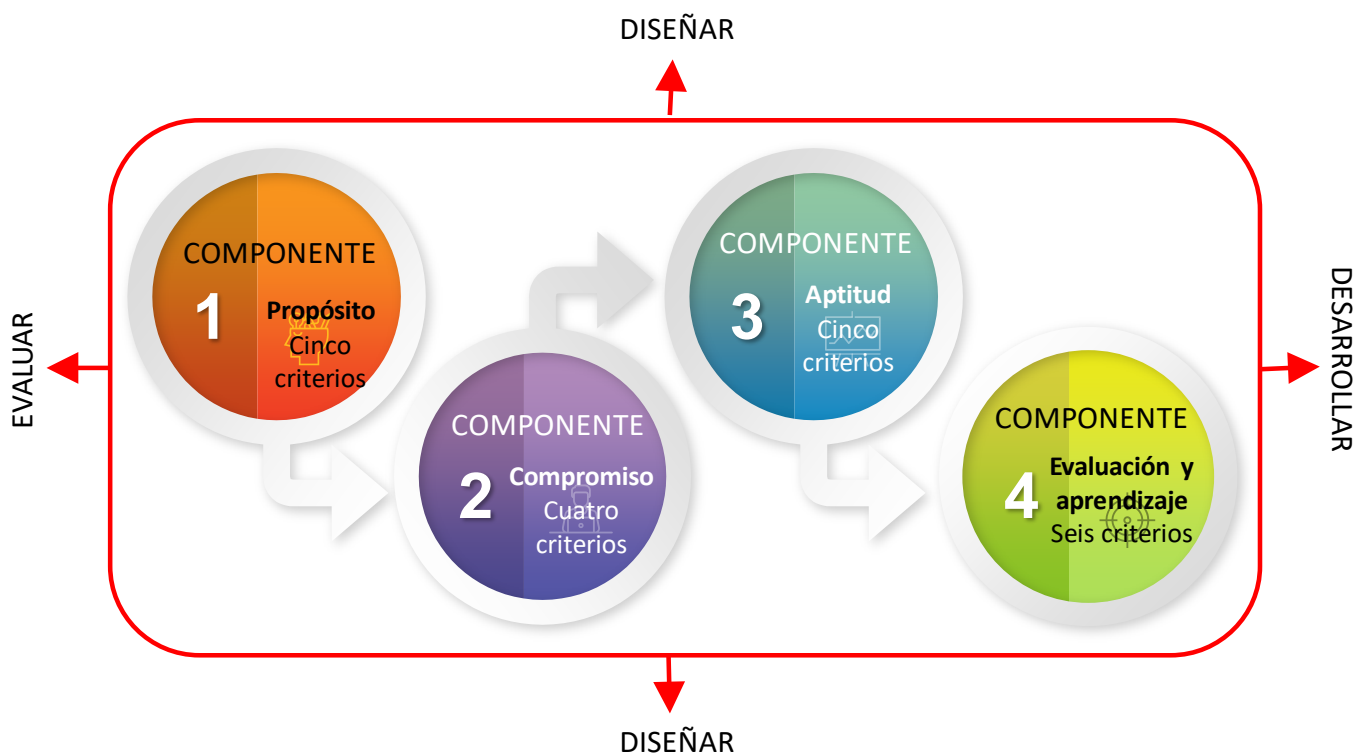 DISEÑAR
EVALUAR
COMPONENTE
1
Propósito
Cinco
criterios
COMPONENTE
2
Compromiso
Cuatro
criterios
COMPONENTE
3
Aptitud
Cinco
criterios
COMPONENTE
4
Evaluación y
aprendizaje
Seis criterios
DESARROLLAR
DISEÑAR